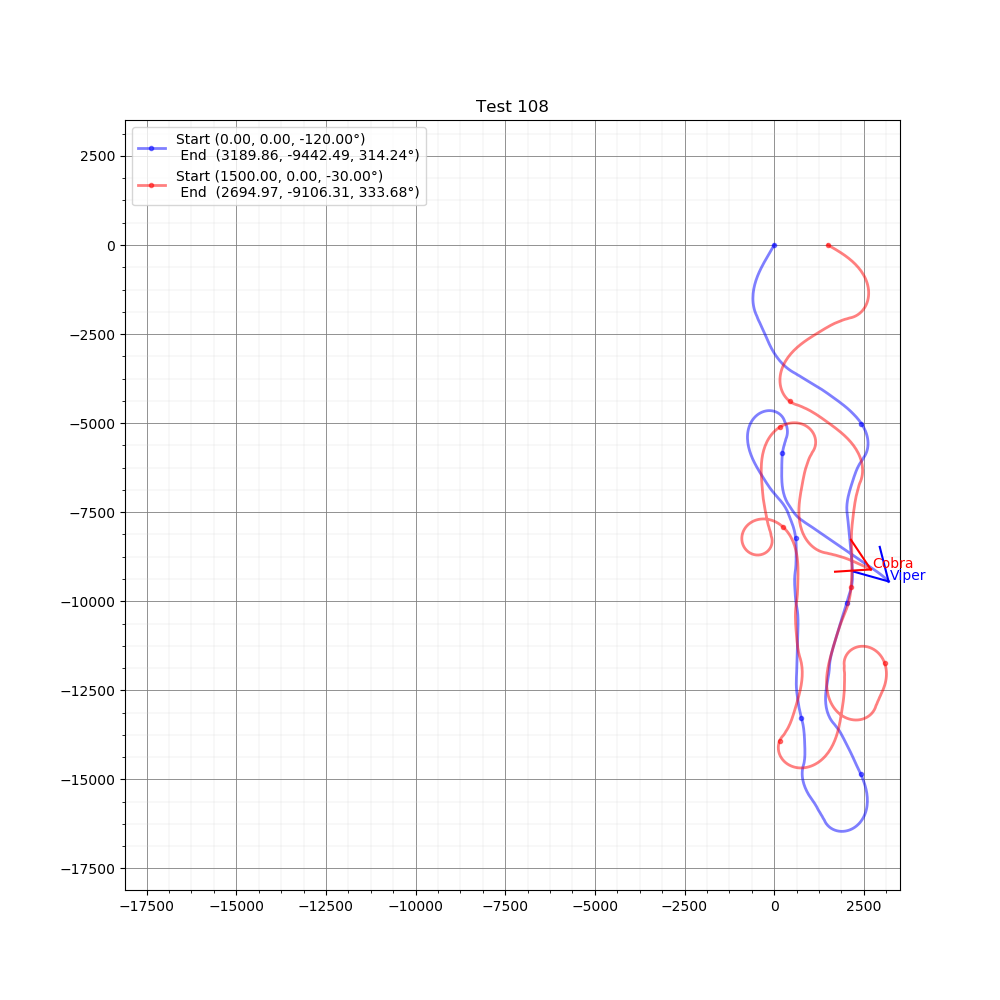 Test 108
Start (0.00, 0.00, -120.00°)
End (3189.86, -9442.49, 314.24°)
Start (1500.00, 0.00, -30.00°)
End (2694.97, -9106.31, 333.68°)
2500
0
−2500
−5000
−7500
−10000
−12500
−15000
−17500
Cobra
Viper
−17500 −15000 −12500 −10000 −7500 −5000 −2500 0 2500